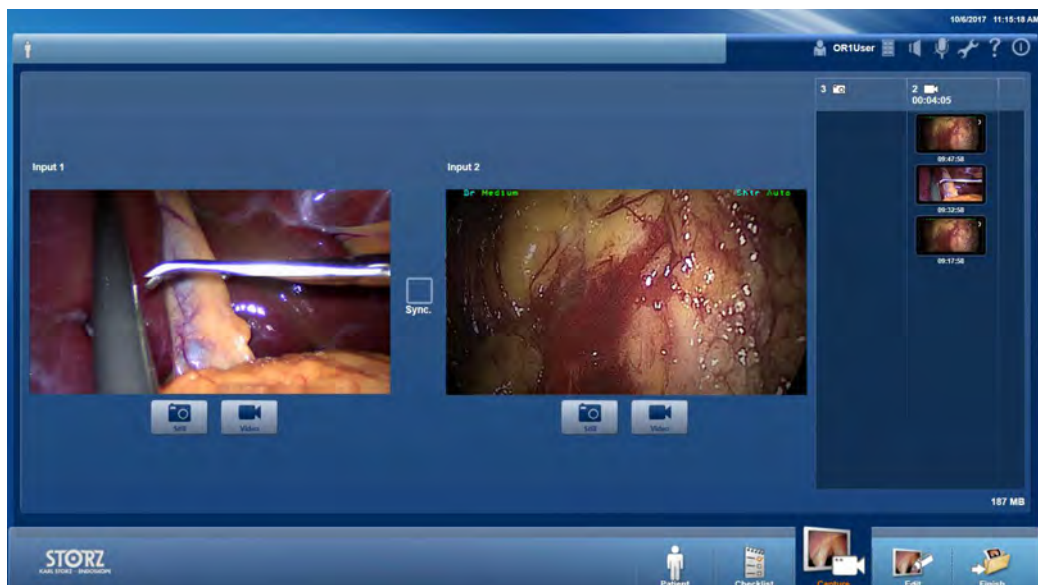 10/6/2017 11:15:18 AM
OR1User
?
3
2
00:04:05
Input 1
Input 2
Dr Medium
Shtr Auto
09:47:58
Sync.
09:32:58
09:17:58
Still
Video
Still
Video
187 MB
STORZ
KARL STORZ - ENDOSKOPE
Patient
Checklist
Capture
Edit
Finish